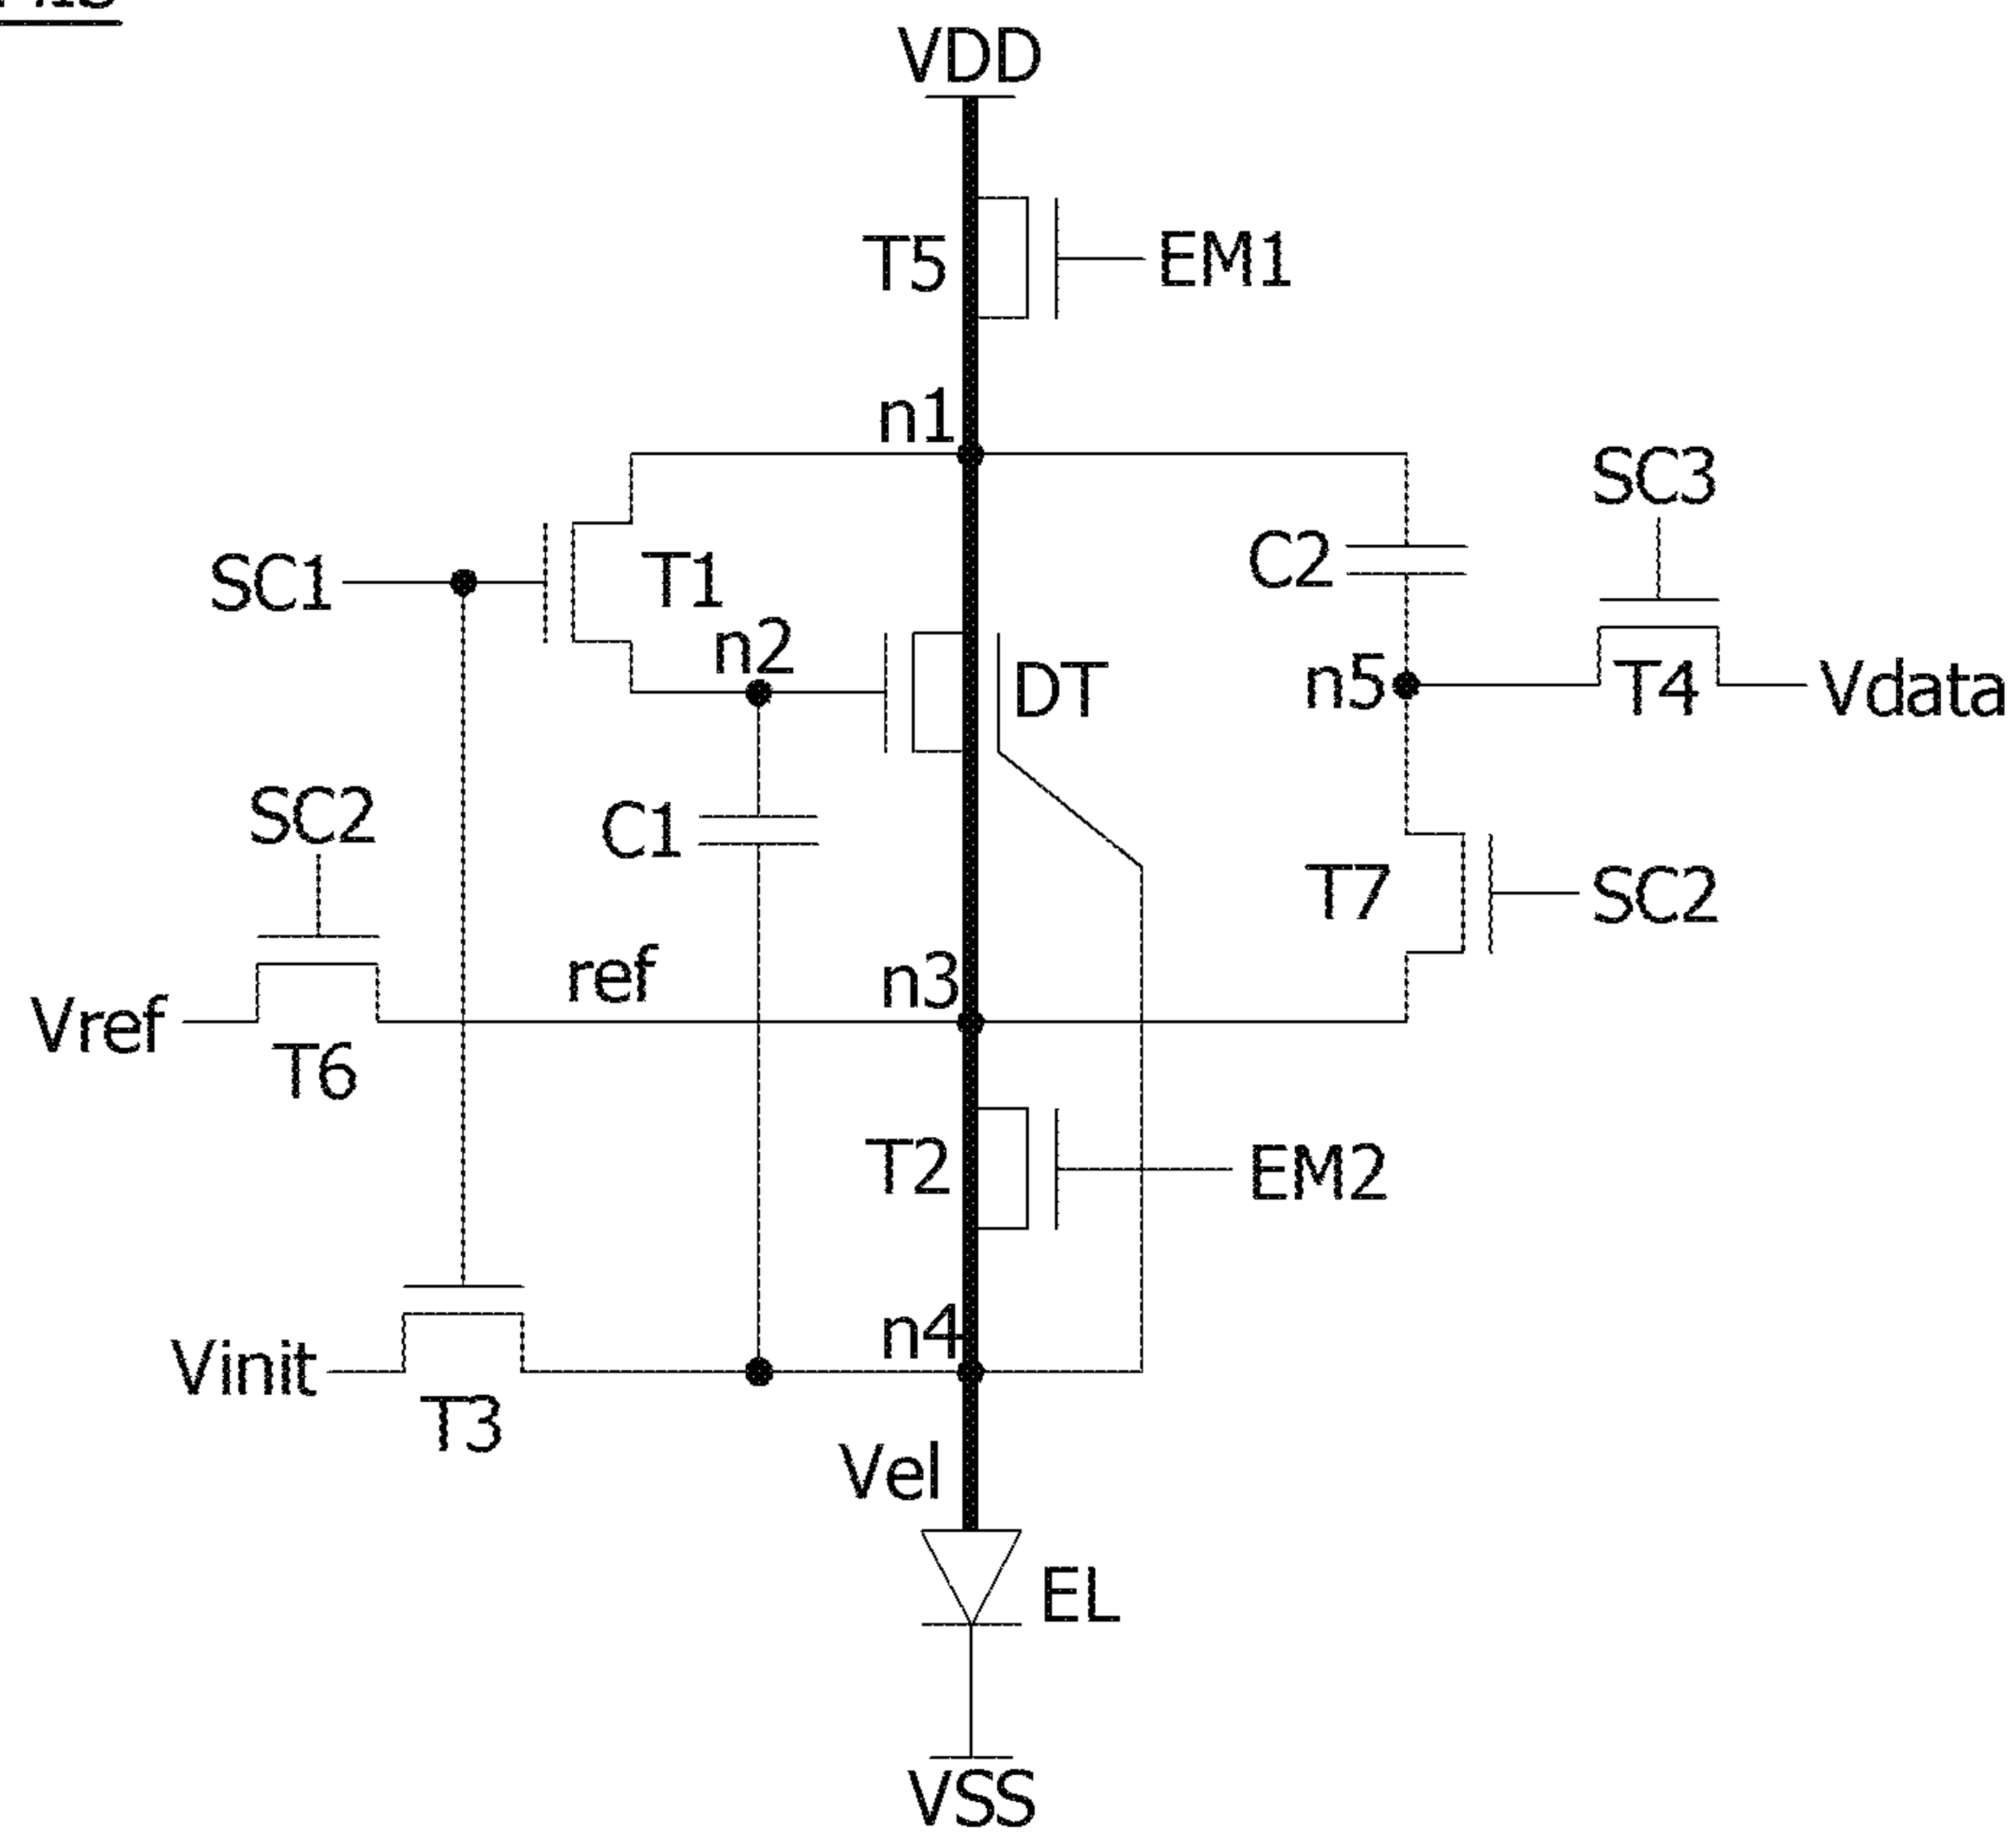 VDD
T5
EM1
n1
SC3
SC1
T1
C2
n2
DT
n5
T4
Vdata
SC2
C1
T7
SC2
ref
n3
Vref
T6
T2
EM2
n4
Vinit
T3
Vel
EL
VSS